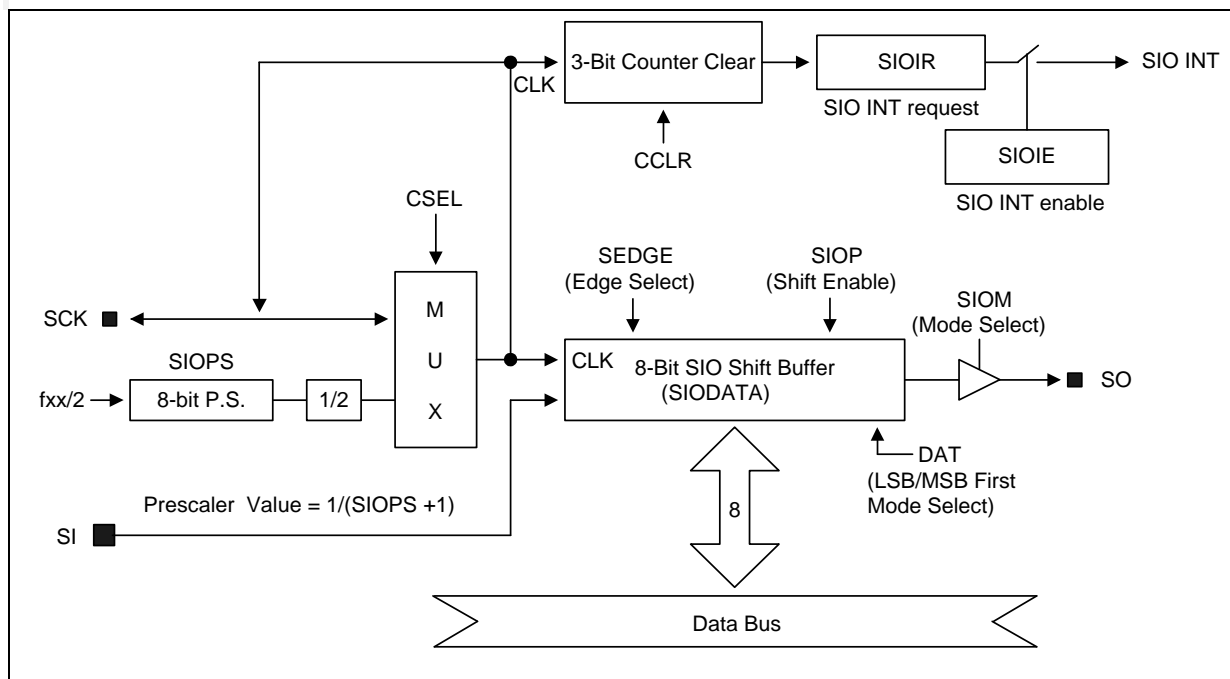 3-Bit Counter Clear
CLK
SIOIR
SIO INT
SIO INT request
CCLR
SIOIE
SIO INT enable
CSEL
SEDGE
(Edge Select)
SIOP
(Shift Enable)
SIOM
(Mode Select)
M
U
X
SCK
SIOPS
fxx/2
8-bit P.S.
1/2
CLK
8-Bit SIO Shift Buffer
(SIODATA)
SO
DAT
(LSB/MSB First
Mode Select)
Prescaler Value = 1/(SIOPS +1)
SI
8
Data Bus